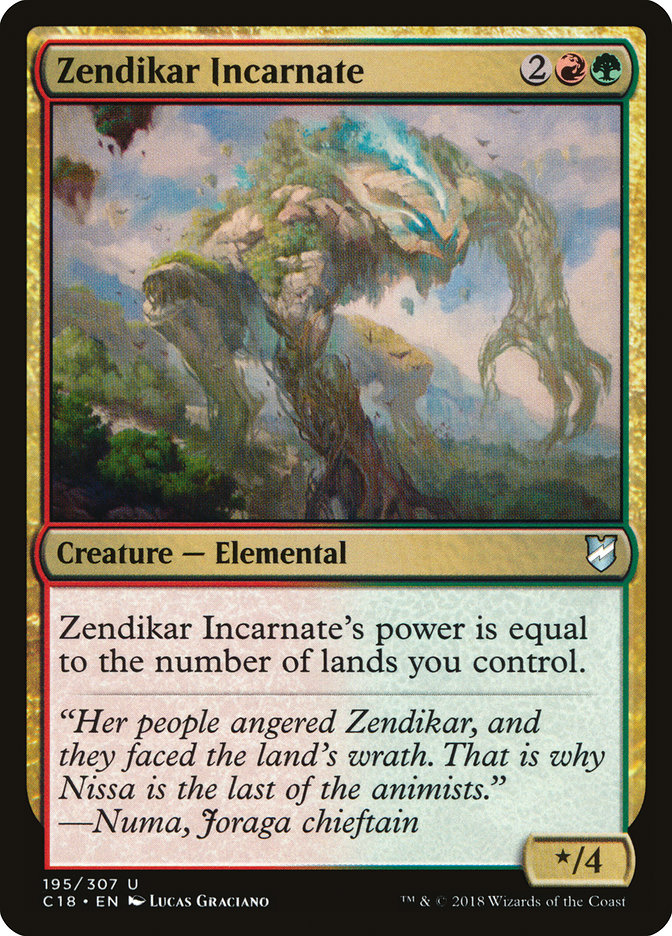 Zendikar Incarnate 2
Creature — Elemental
Zendikar Incarnate's power is equal
to the number of lands you control.
“Her people angered Zendikar, and
they faced the land's wrath. That is why
Nissa is the last of the animists.”
—Numa, Joraga chieftain
★/4
195/307 U
C18 • EN Lucas Graciano
™ & © 2018 Wizards of the Coast